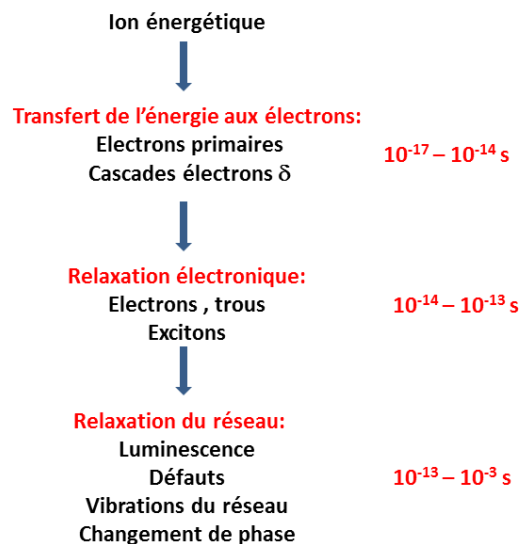 Ion énergétique
Transfert de l'énergie aux électrons:
Electrons primaires
Cascades électrons δ
10⁻¹⁷ – 10⁻¹⁴ s
Relaxation électronique:
Electrons , trous
Excitons
10⁻¹⁴ – 10⁻¹³ s
Relaxation du réseau:
Luminescence
Défauts
Vibrations du réseau
Changement de phase
10⁻¹³ – 10⁻³ s